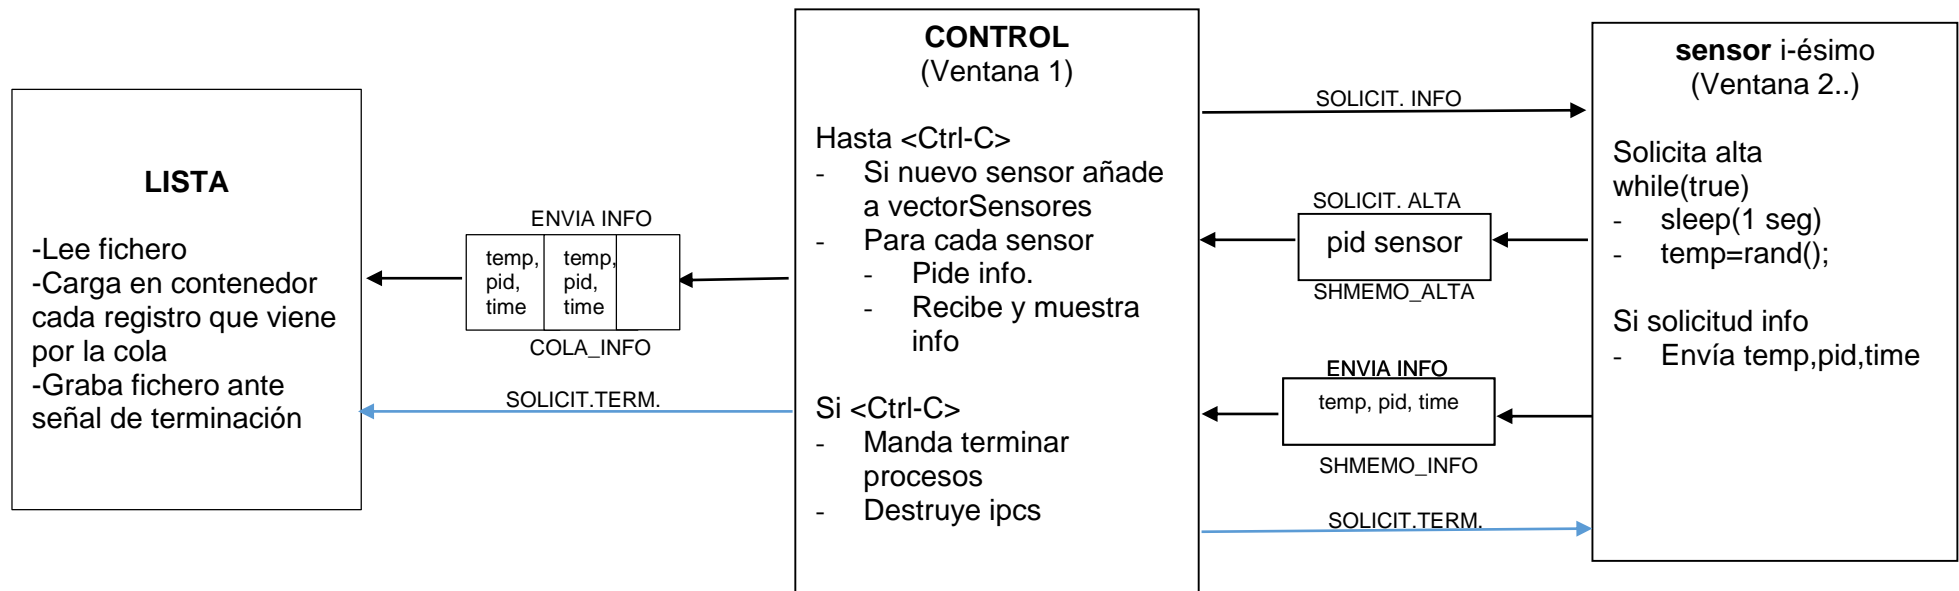 LISTA
-Lee fichero
-Carga en contenedor
cada registro que viene
por la cola
-Graba fichero ante
señal de terminación
ENVIA INFO
temp,
pid,
time
temp,
pid,
time
COLA_INFO
SOLICIT.TERM.
CONTROL
(Ventana 1)
Hasta <Ctrl-C>
- Si nuevo sensor añade
a vectorSensores
- Para cada sensor
- Pide info.
- Recibe y muestra
info
Si <Ctrl-C>
- Manda terminar
procesos
- Destruye ipcs
SOLICIT. INFO
SOLICIT. ALTA
pid sensor
SHMEMO_ALTA
ENVIA INFO
temp, pid, time
SHMEMO_INFO
SOLICIT.TERM.
sensor i-ésimo
(Ventana 2..)
Solicita alta
while(true)
- sleep(1 seg)
- temp=rand();
Si solicitud info
- Envía temp,pid,time